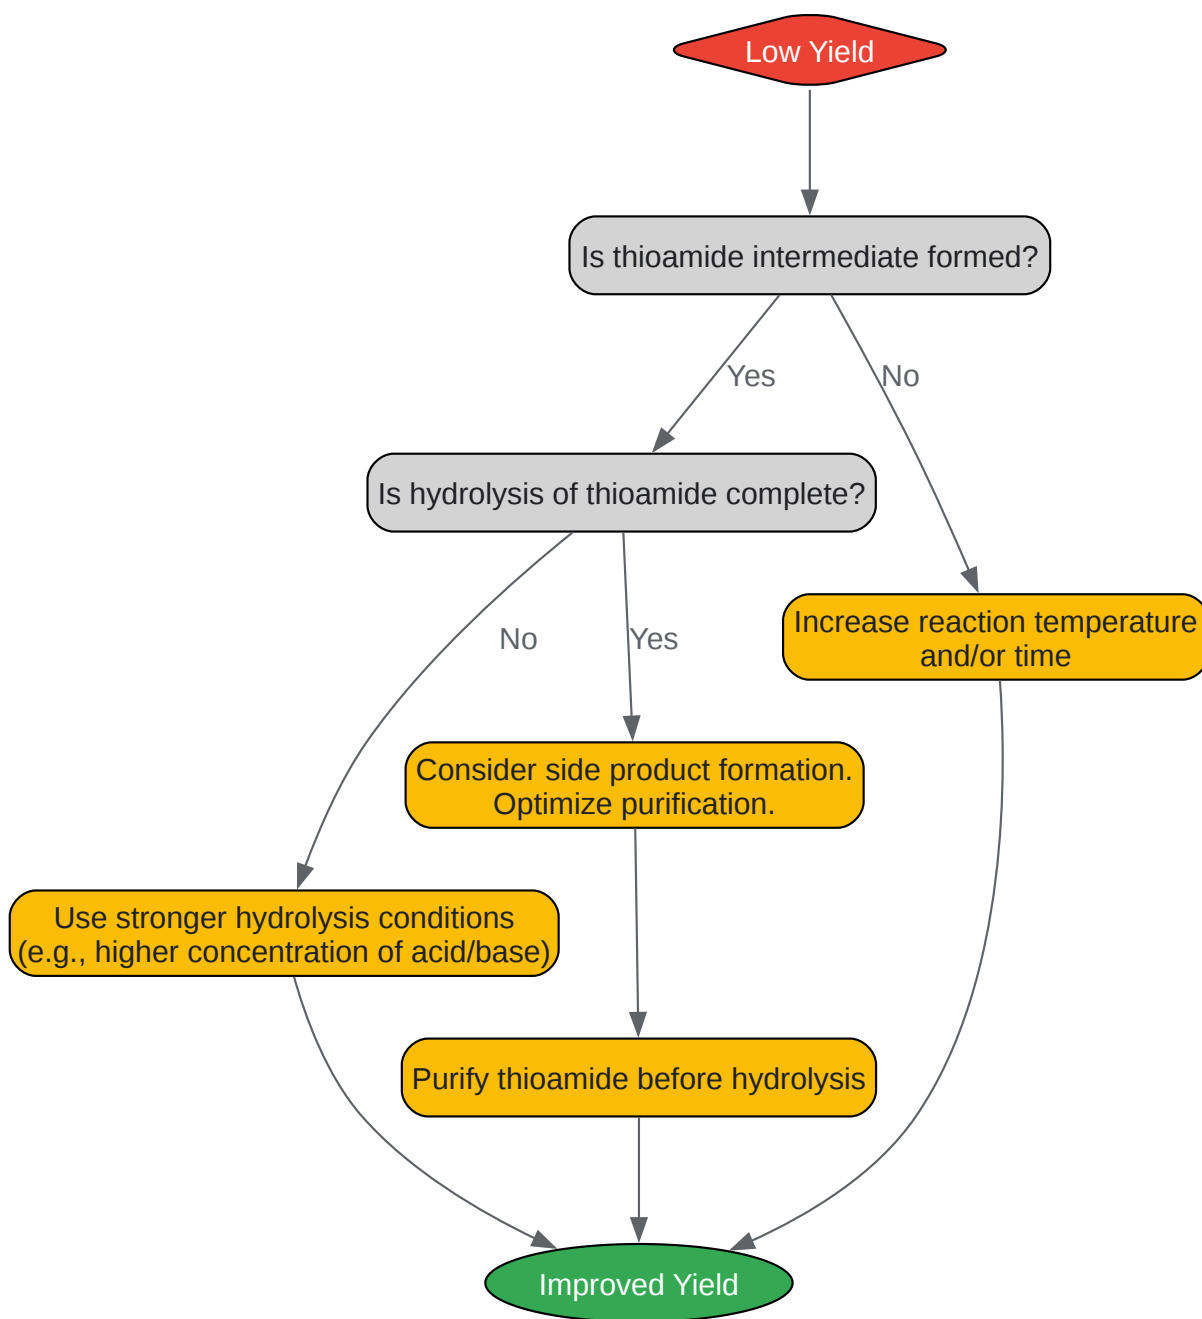 Low Yield
Is thioamide intermediate formed?
Yes
No
Is hydrolysis of thioamide complete?
Increase reaction temperature
and/or time
No
Yes
Consider side product formation.
Optimize purification.
Use stronger hydrolysis conditions
(e.g., higher concentration of acid/base)
Purify thioamide before hydrolysis
Improved Yield